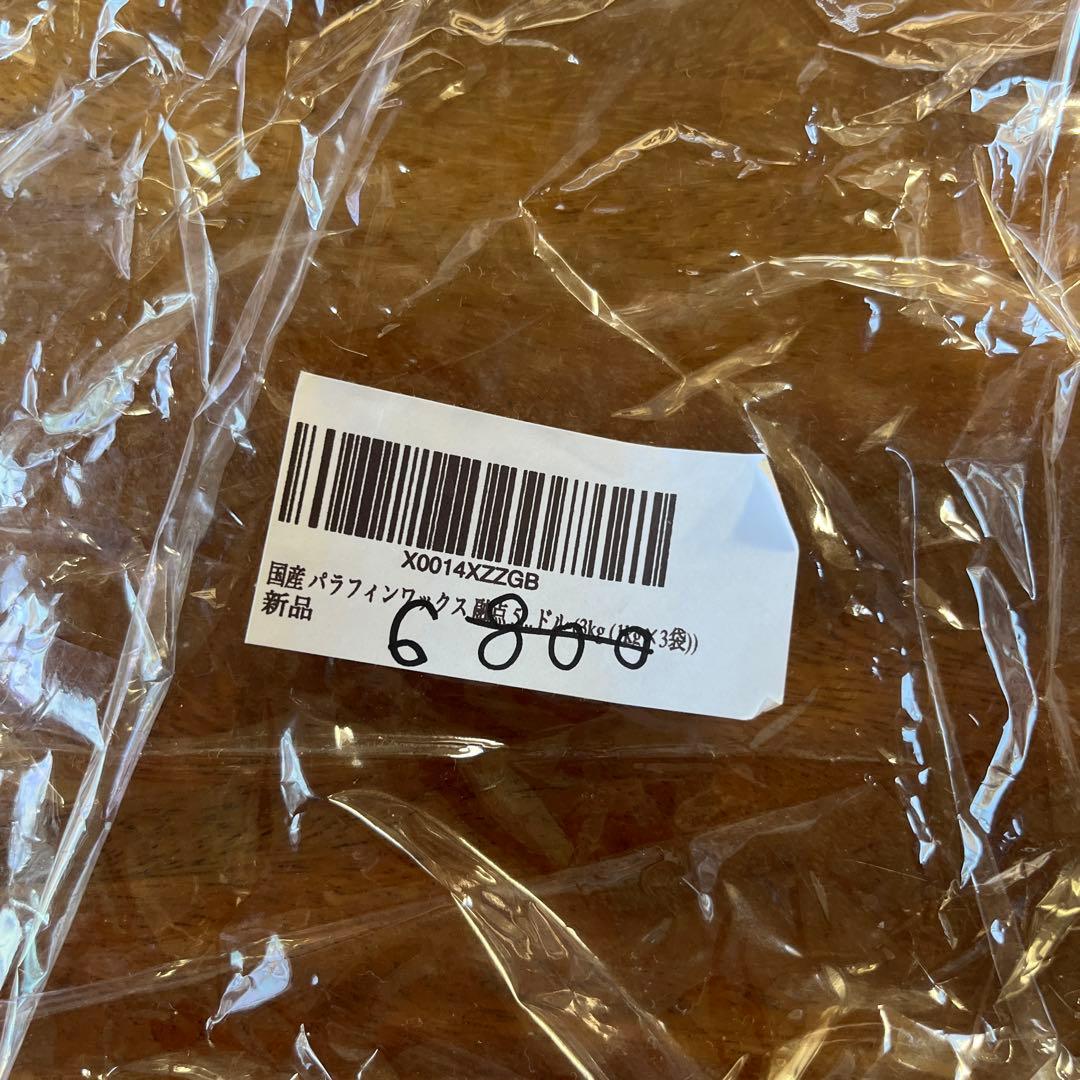 X0014XZZGB
国産 パラフィンワックス 融点 5...ドル (3kg (1kg×3袋))
新品
6800